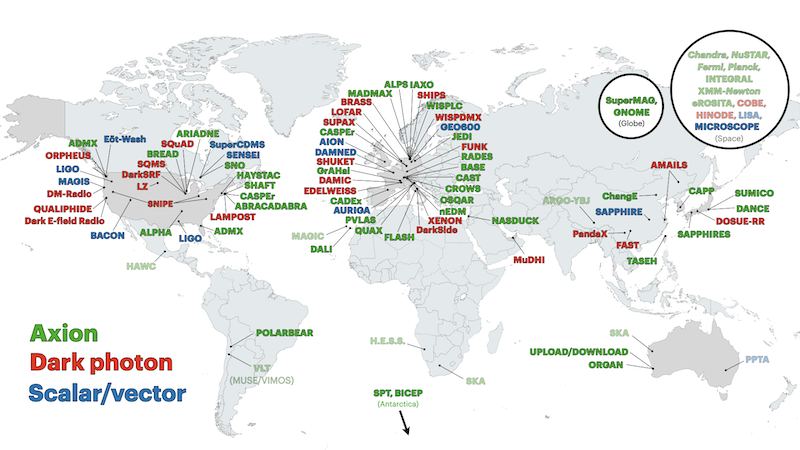 Chandra, NuSTAR,
Fermi, Planck,
INTEGRAL
XMM-Newton
eROSITA, COBE,
HINODE, LISA,
MICROSCOPE
(Space)
SuperMAG,
GNOME
(Globe)
ARIADNE
ADMX
Eöt-Wash
SQuAD
SuperCDMS
ORPHEUS
BREAD
SENSEI
LIGO
SQMS
SNO
MAGIS
DarkSRF
HAYSTAC
DM-Radio
LZ
SHAFT
CASPEr
QUALIPHIDE
SNIPE
ABRACADABRA
Dark E-field Radio
LAMPOST
BACON
ALPHA
LIGO
ADMX
HAWC
ALPS
IAXO
MADMAX
SHIPS
BRASS
WISPLC
LOFAR
WISPDMX
SUPAX
GEO600
CASPEr
JEDI
AION
FUNK
DAMNED
RADES
SHUKET
BASE
GrAHal
CAST
DAMIC
CROWS
EDELWEISS
OSQAR
CADEx
nEDM
AURIGA
XENON
PVLAS
DarkSide
QUAX
FLASH
NASDUCK
MAGIC
DALI
MuDHI
AMAILS
ARGO-YBJ
ChangE
CAPP
SUMICO
SAPPHIRE
DANCE
PandaX
DOSUE-RR
FAST
SAPPHIRES
TASEH
POLARBEAR
VLT
(MUSE/VIMOS)
H.E.S.S.
SKA
SKA
UPLOAD/DOWNLOAD
ORGAN
PPTA
SPT, BICEP
(Antarctica)
Axion
Dark photon
Scalar/vector